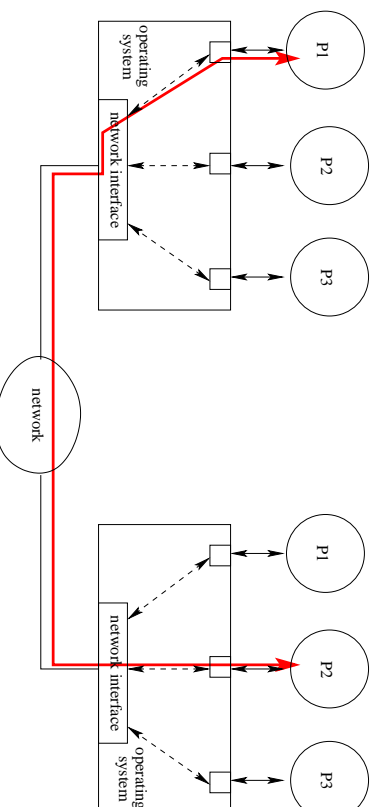 P1
P2
P3
operating
system
network interface
network
P1
P2
P3
network interface
operating
system